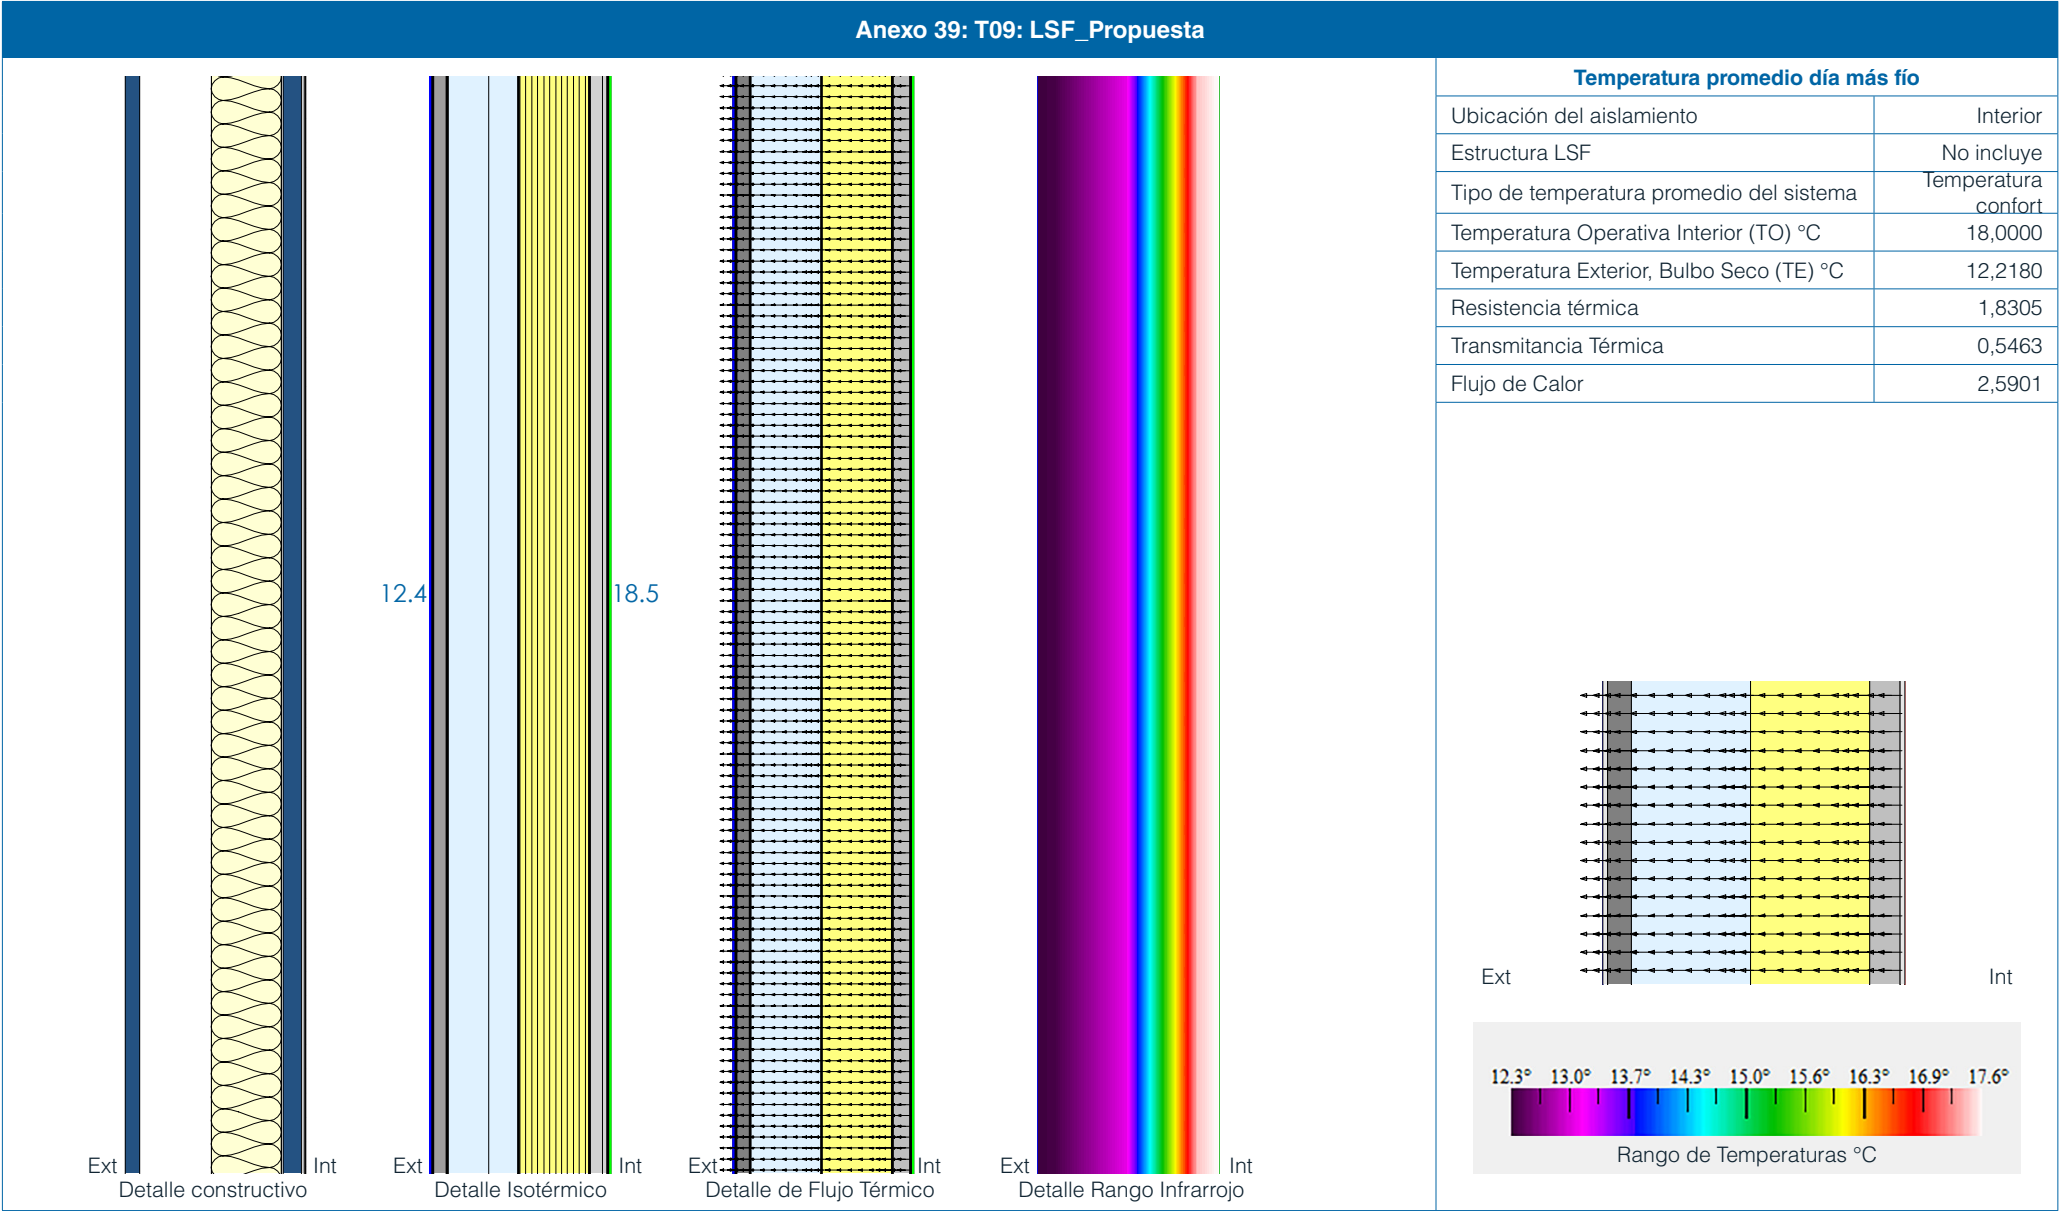 Anexo 39: T09: LSF_Propuesta
Temperatura promedio día más fío
Ubicación del aislamiento Interior
Estructura LSF No incluye
Tipo de temperatura promedio del sistema Temperatura
confort
Temperatura Operativa Interior (TO) °C 18,0000
Temperatura Exterior, Bulbo Seco (TE) °C 12,2180
Resistencia térmica 1,8305
Transmitancia Térmica 0,5463
Flujo de Calor 2,5901
12.4 18.5
Ext Int
Detalle constructivo
Ext Int
Detalle Isotérmico
Ext Int
Detalle de Flujo Térmico
Ext Int
Detalle Rango Infrarrojo
Ext Int
12.3° 13.0° 13.7° 14.3° 15.0° 15.6° 16.3° 16.9° 17.6°
Rango de Temperaturas °C